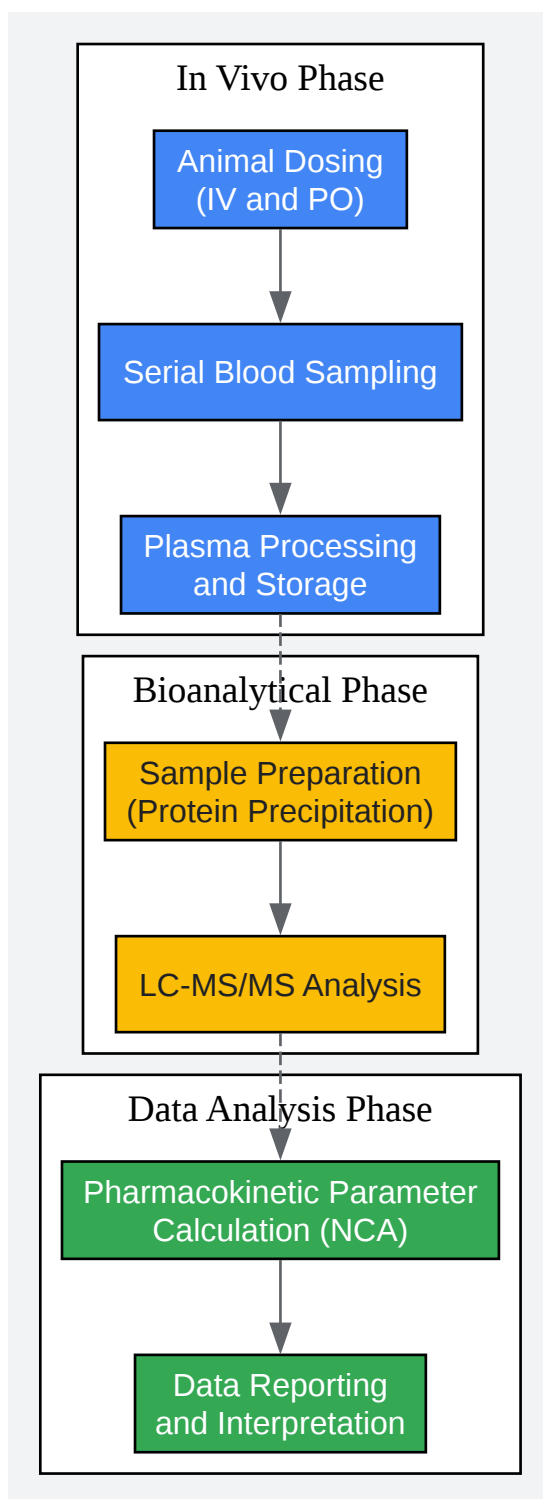 In Vivo Phase
Animal Dosing
(IV and PO)
Serial Blood Sampling
Plasma Processing
and Storage
Bioanalytical Phase
Sample Preparation
(Protein Precipitation)
LC-MS/MS Analysis
Data Analysis Phase
Pharmacokinetic Parameter
Calculation (NCA)
Data Reporting
and Interpretation